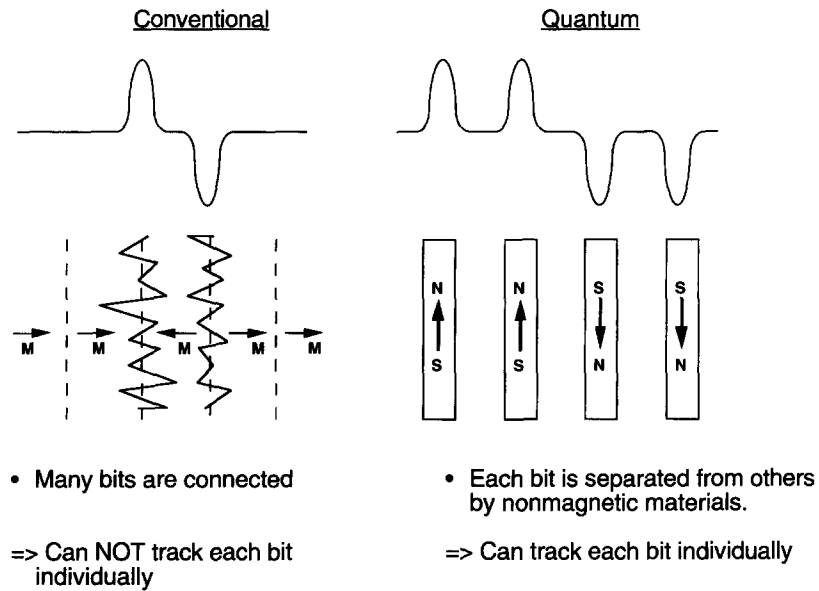 Conventional
Quantum
M M M M M
N N S S
S S N N
• Many bits are connected
=> Can NOT track each bit
individually
• Each bit is separated from others
by nonmagnetic materials.
=> Can track each bit individually